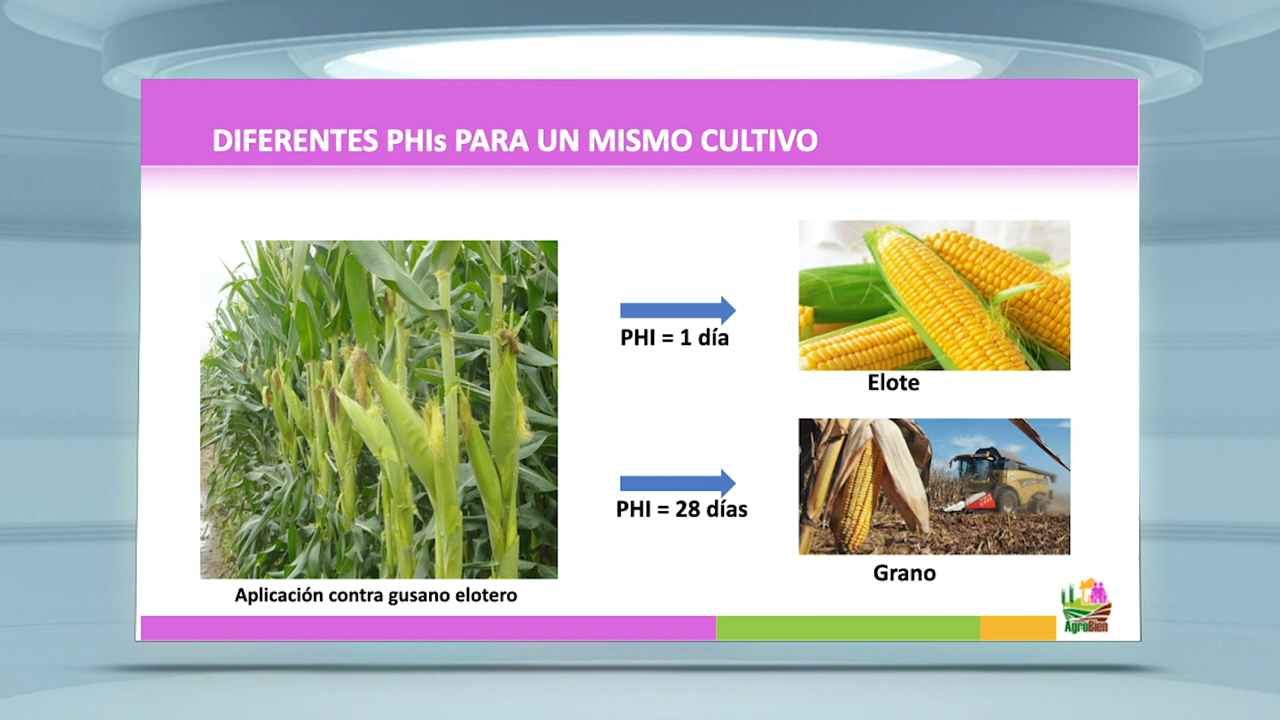 DIFERENTES PHIs PARA UN MISMO CULTIVO
PHI = 1 día
Elote
PHI = 28 días
Grano
Aplicación contra gusano elotero
AgroBien